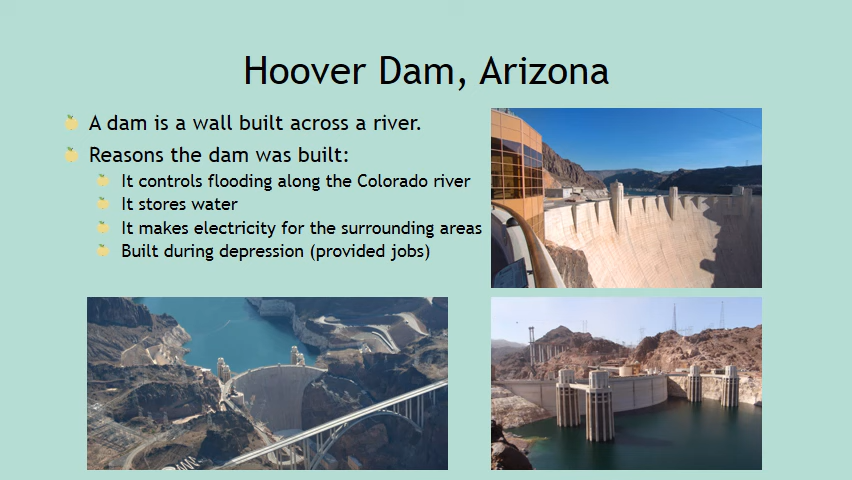 Hoover Dam, Arizona
A dam is a wall built across a river.
Reasons the dam was built:
It controls flooding along the Colorado river
It stores water
It makes electricity for the surrounding areas
Built during depression (provided jobs)